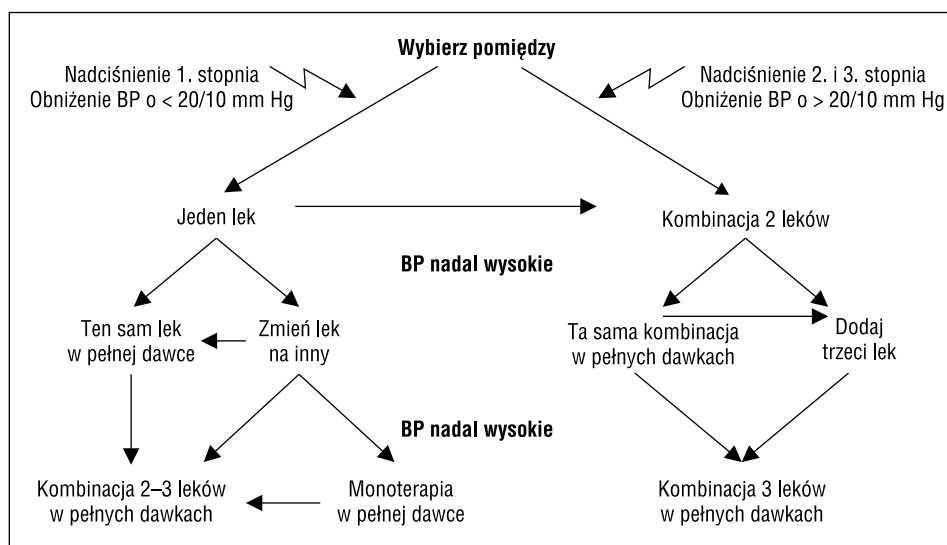 Wybierz pomiędzy
Nadciśnienie 1. stopnia
Obniżenie BP o < 20/10 mm Hg
Nadciśnienie 2. i 3. stopnia
Obniżenie BP o > 20/10 mm Hg
Jeden lek
Kombinacja 2 leków
BP nadal wysokie
Ten sam lek
w pełnej dawce
Zmień lek
na inny
Ta sama kombinacja
w pełnych dawkach
Dodaj
trzeci lek
BP nadal wysokie
Kombinacja 2–3 leków
w pełnych dawkach
Monoterapia
w pełnej dawce
Kombinacja 3 leków
w pełnych dawkach